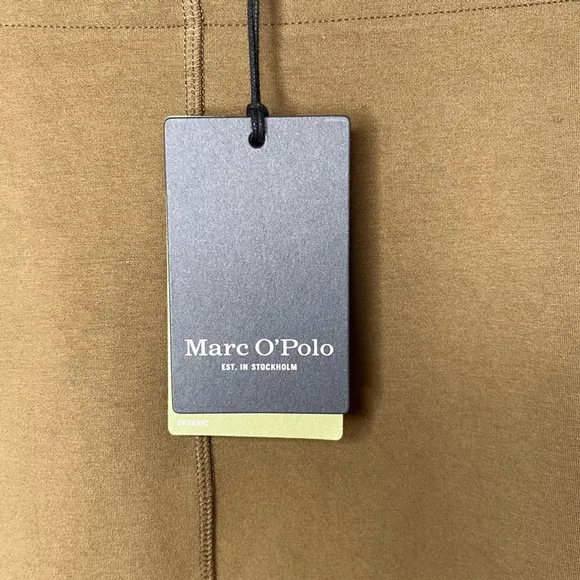 Marc O'Polo
EST. IN STOCKHOLM
ORGANIC